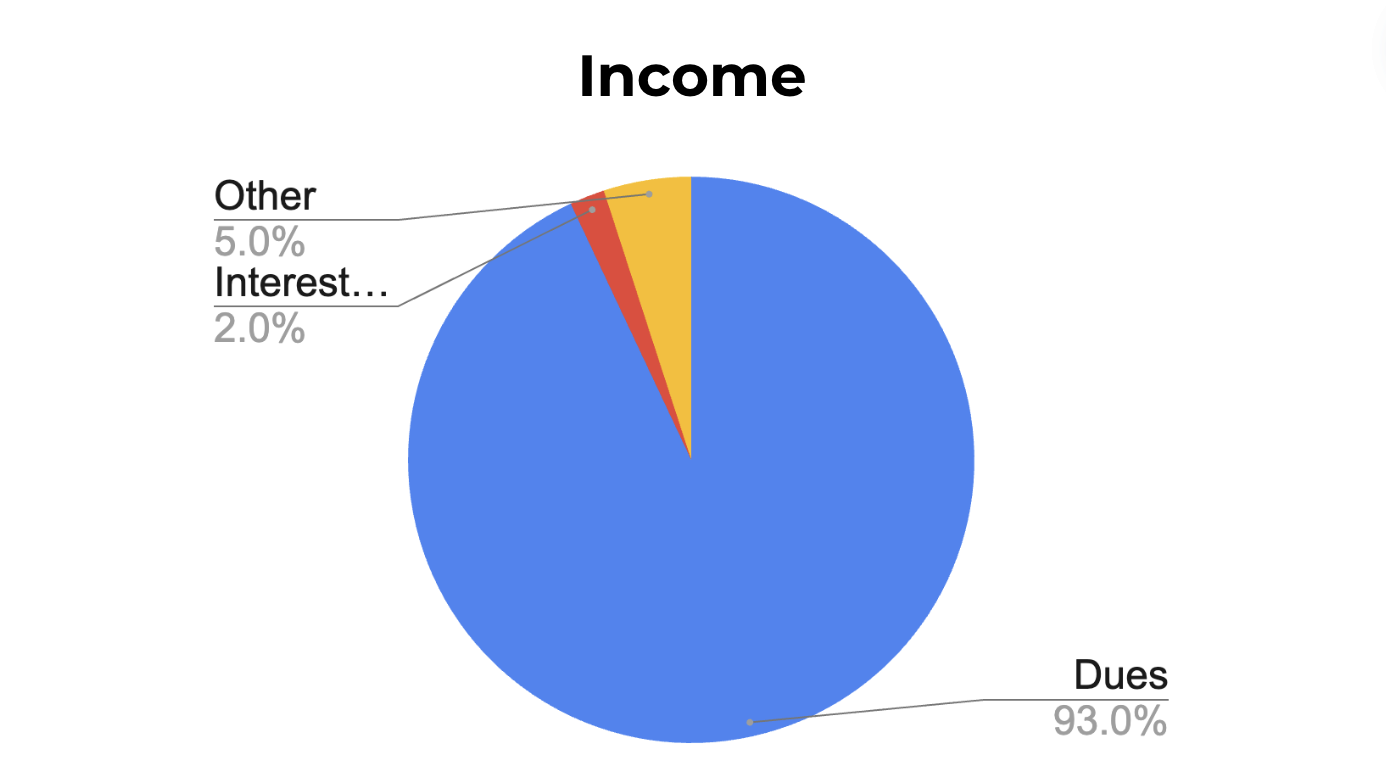 Income
Other
5.0%
Interest…
2.0%
Dues
93.0%